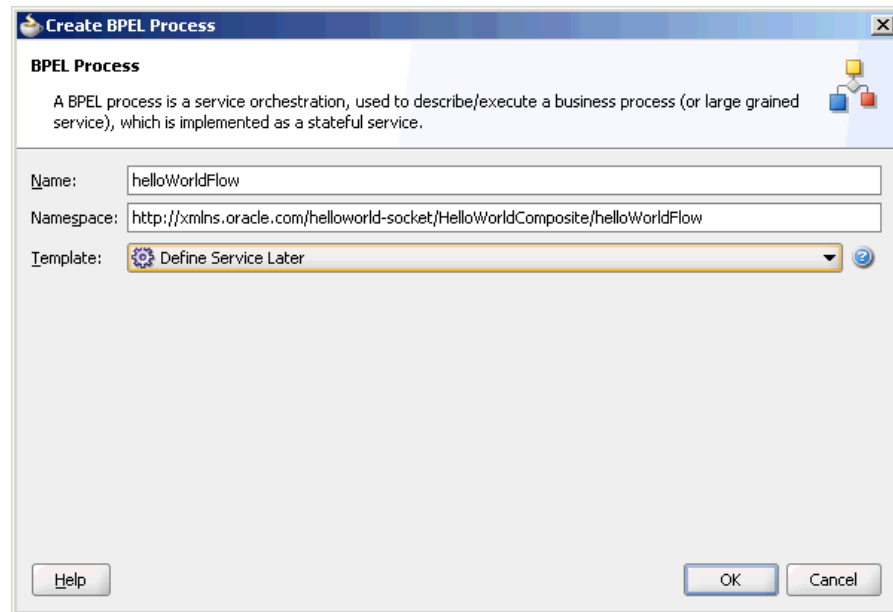 Create BPEL Process
BPEL Process
A BPEL process is a service orchestration, used to describe/execute a business process (or large grained
service), which is implemented as a stateful service.
Name: helloWorldFlow
Namespace: http://xmlns.oracle.com/helloworld-socket/HelloWorldComposite/helloWorldFlow
Template: Define Service Later
Help OK Cancel